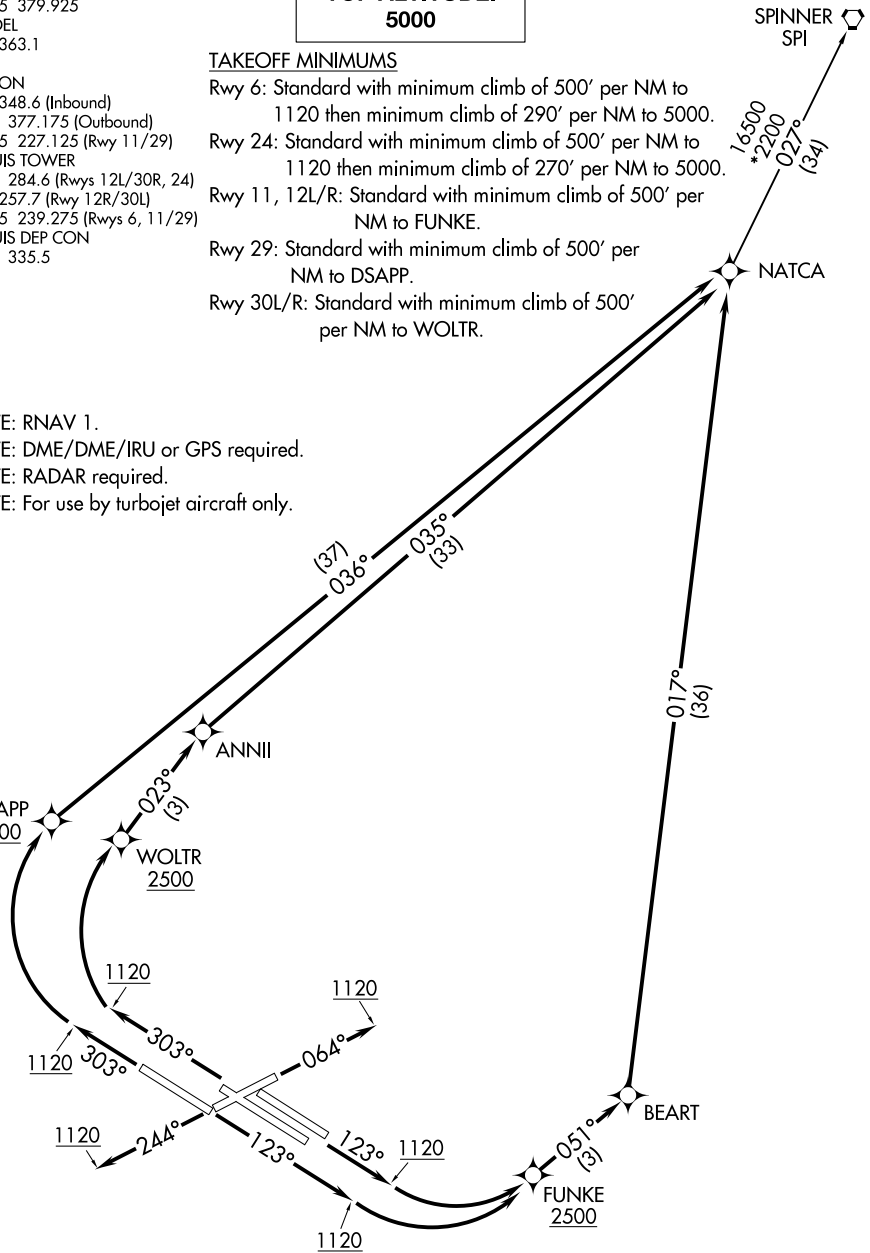 5 379.925
363.1
348.6 (Inbound)
377.175 (Outbound)
5 227.125 (Rwy 11/29)
TOWER
284.6 (Rwys 12L/30R, 24)
257.7 (Rwy 12R/30L)
5 239.275 (Rwys 6, 11/29)
DEP CON
335.5
5000
TAKEOFF MINIMUMS
Rwy 6: Standard with minimum climb of 500' per NM to
1120 then minimum climb of 290' per NM to 5000.
Rwy 24: Standard with minimum climb of 500' per NM to
1120 then minimum climb of 270' per NM to 5000.
Rwy 11, 12L/R: Standard with minimum climb of 500' per
NM to FUNKE.
Rwy 29: Standard with minimum climb of 500' per
NM to DSAPP.
Rwy 30L/R: Standard with minimum climb of 500'
per NM to WOLTR.
SPINNER
SPI
16500
*2200
027°
(34)
NATCA
E: RNAV 1.
E: DME/DME/IRU or GPS required.
E: RADAR required.
E: For use by turbojet aircraft only.
(37)
036°
035°
(33)
017°
(36)
ANNII
023°
(3)
APP
00
WOLTR
2500
1120
303°
1120
303°
1120
064°
1120
244°
123°
1120
123°
1120
051°
(3)
BEART
FUNKE
2500